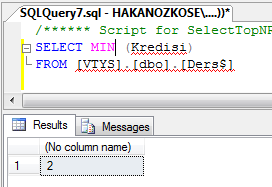 SQLQuery7.sql - HAKANOZKOSE\....))*
/****** Script for SelectTopNR
SELECT MIN (Kredisi)
FROM [VTYS].[dbo].[Ders$]
Results Messages
(No column name)
1 2